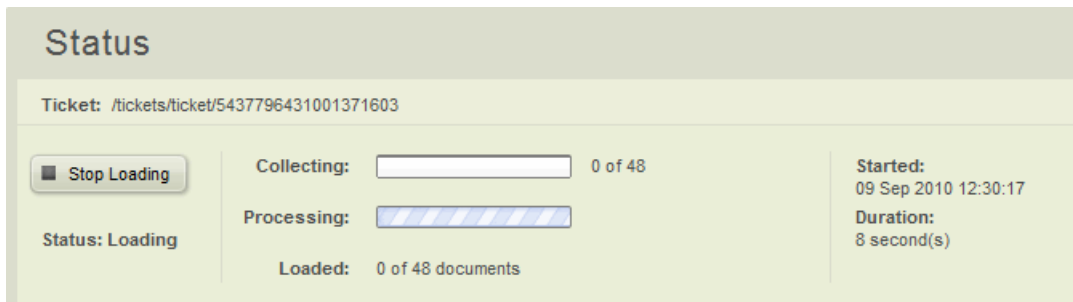 Status
Ticket: /tickets/ticket/5437796431001371603
Stop Loading
Status: Loading
Collecting: 0 of 48
Processing:
Loaded: 0 of 48 documents
Started:
09 Sep 2010 12:30:17
Duration:
8 second(s)